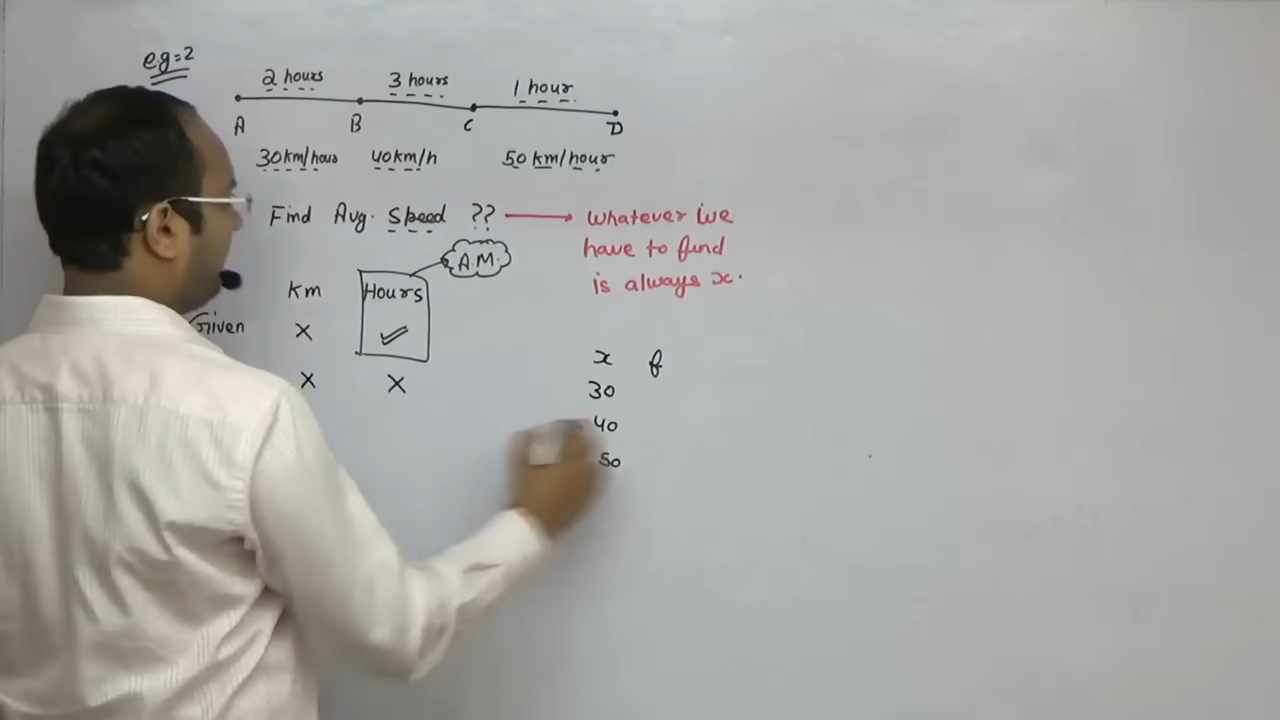 e.g=2
2 hours 3 hours 1 hour
A B C D
30km/hour 40km/h 50 km/hour
Find Avg. Speed ?? → whatever we
have to find
is always x.
A.M.
km Hours
Given × ✓
× ×
x f
30
40
50